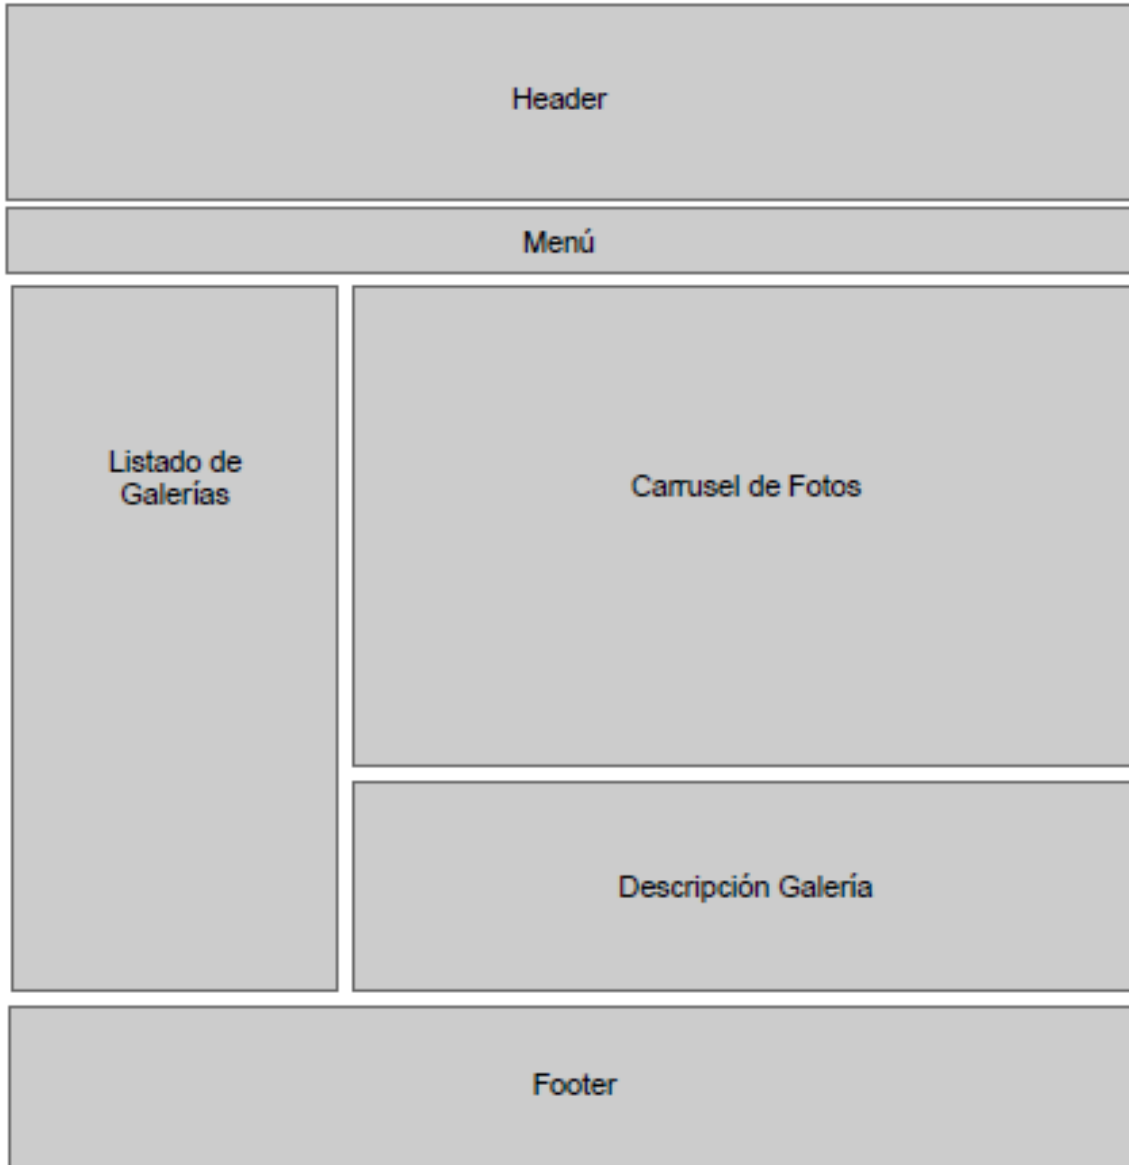 Header
Menú
Listado de
Galerías
Carrusel de Fotos
Descripción Galería
Footer